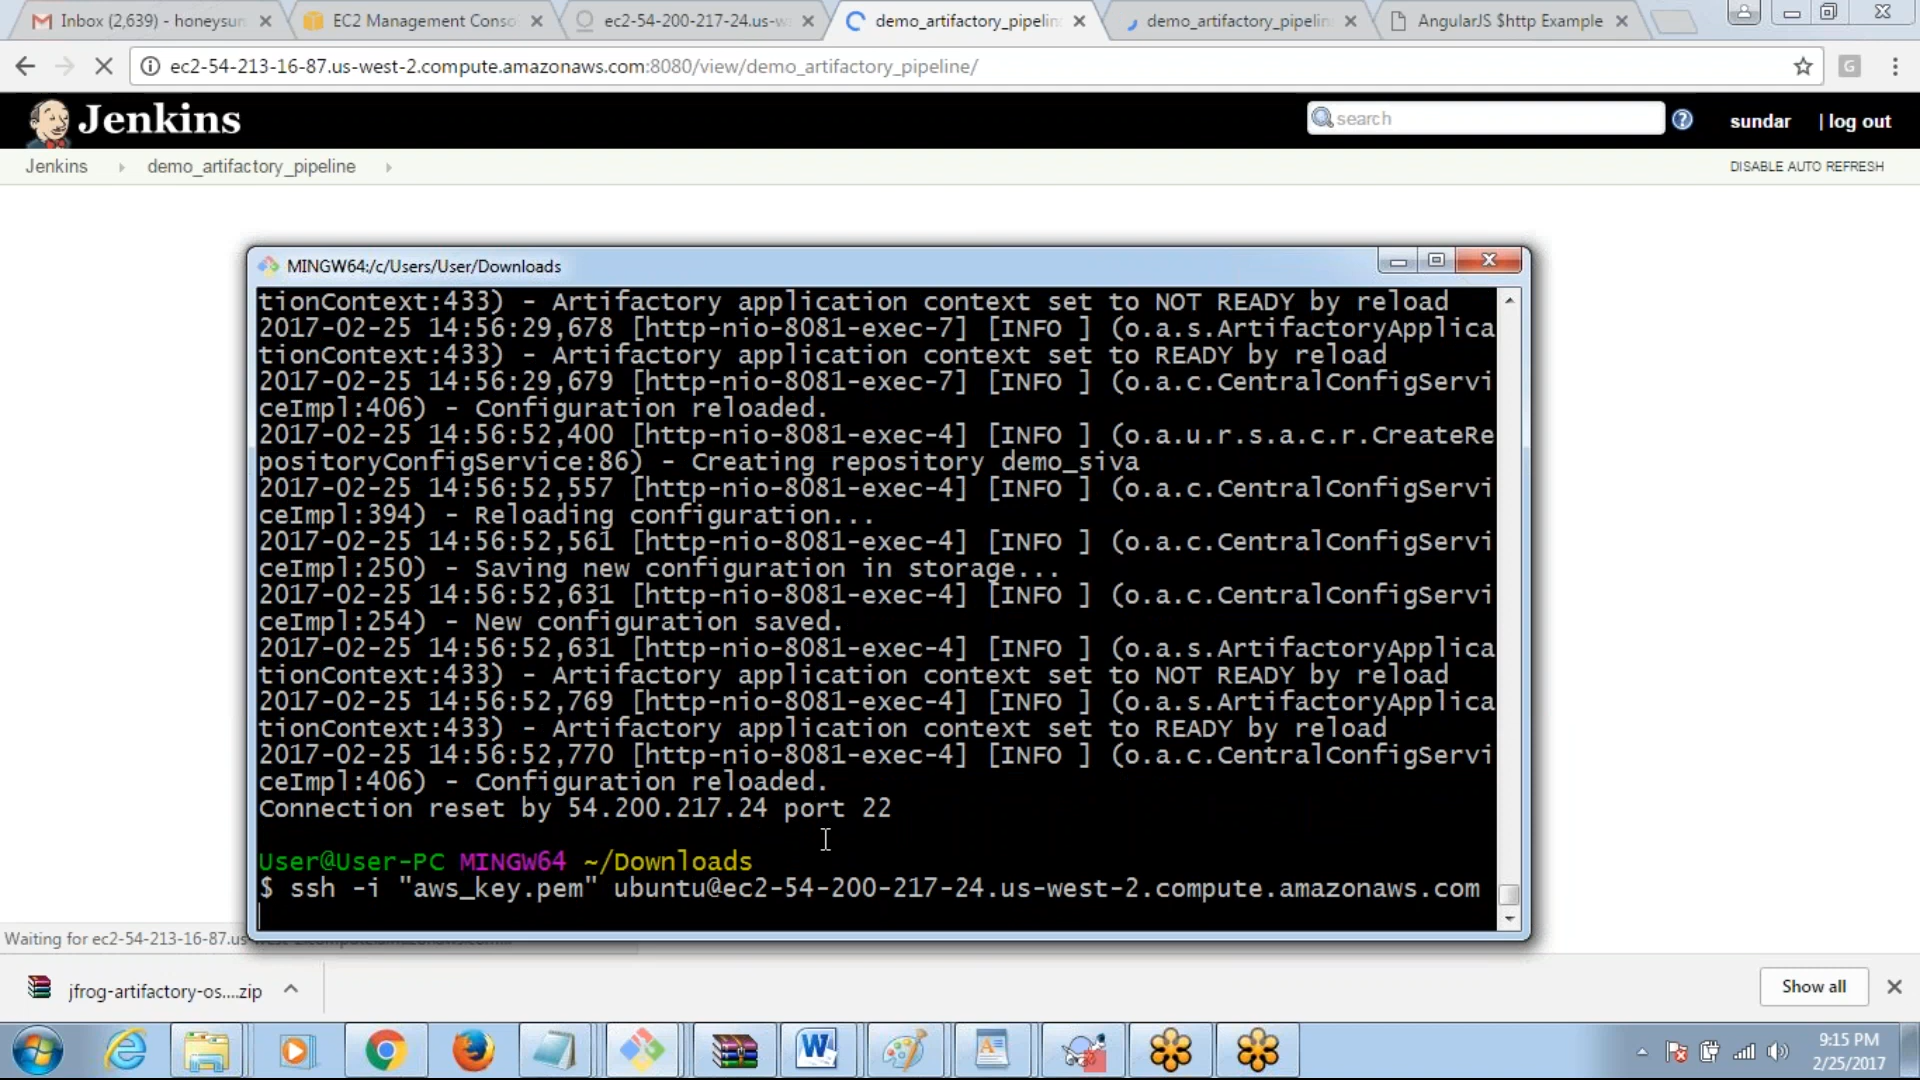 Inbox (2,639) - honeysun
EC2 Management Conso
ec2-54-200-217-24.us-w
demo_artifactory_pipelin
demo_artifactory_pipelin
AngularJS $http Example
ec2-54-213-16-87.us-west-2.compute.amazonaws.com:8080/view/demo_artifactory_pipeline/
G
Jenkins
search
sundar
| log out
Jenkins
demo_artifactory_pipeline
DISABLE AUTO REFRESH
MINGW64:/c/Users/User/Downloads
tionContext:433) - Artifactory application context set to NOT READY by reload
2017-02-25 14:56:29,678 [http-nio-8081-exec-7] [INFO ] (o.a.s.ArtifactoryApplica
tionContext:433) - Artifactory application context set to READY by reload
2017-02-25 14:56:29,679 [http-nio-8081-exec-7] [INFO ] (o.a.c.CentralConfigServi
ceImpl:406) - Configuration reloaded.
2017-02-25 14:56:52,400 [http-nio-8081-exec-4] [INFO ] (o.a.u.r.s.a.c.r.CreateRe
positoryConfigService:86) - Creating repository demo_siva
2017-02-25 14:56:52,557 [http-nio-8081-exec-4] [INFO ] (o.a.c.CentralConfigServi
ceImpl:394) - Reloading configuration...
2017-02-25 14:56:52,561 [http-nio-8081-exec-4] [INFO ] (o.a.c.CentralConfigServi
ceImpl:250) - Saving new configuration in storage...
2017-02-25 14:56:52,631 [http-nio-8081-exec-4] [INFO ] (o.a.c.CentralConfigServi
ceImpl:254) - New configuration saved.
2017-02-25 14:56:52,631 [http-nio-8081-exec-4] [INFO ] (o.a.s.ArtifactoryApplica
tionContext:433) - Artifactory application context set to NOT READY by reload
2017-02-25 14:56:52,769 [http-nio-8081-exec-4] [INFO ] (o.a.s.ArtifactoryApplica
tionContext:433) - Artifactory application context set to READY by reload
2017-02-25 14:56:52,770 [http-nio-8081-exec-4] [INFO ] (o.a.c.CentralConfigServi
ceImpl:406) - Configuration reloaded.
Connection reset by 54.200.217.24 port 22
User@User-PC MINGW64 ~/Downloads
$ ssh -i "aws_key.pem" ubuntu@ec2-54-200-217-24.us-west-2.compute.amazonaws.com
Waiting for ec2-54-213-16-87.us-
jfrog-artifactory-os....zip
Show all
9:15 PM
2/25/2017